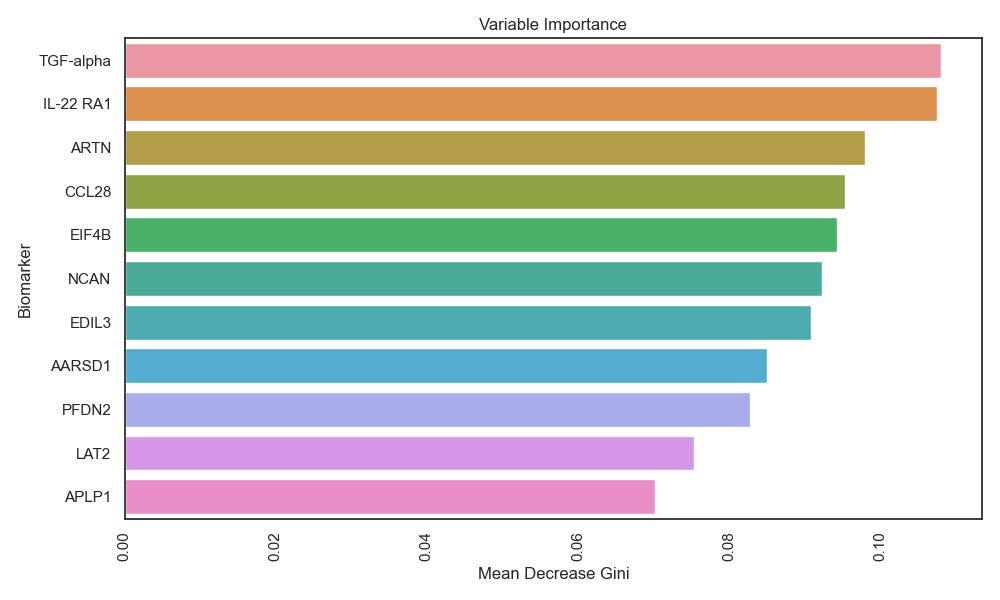 Variable Importance
TGF-alpha
IL-22 RA1
ARTN
CCL28
EIF4B
NCAN
EDIL3
AARSD1
PFDN2
LAT2
APLP1
Biomarker
0.00
0.02
0.04
0.06
0.08
0.10
Mean Decrease Gini